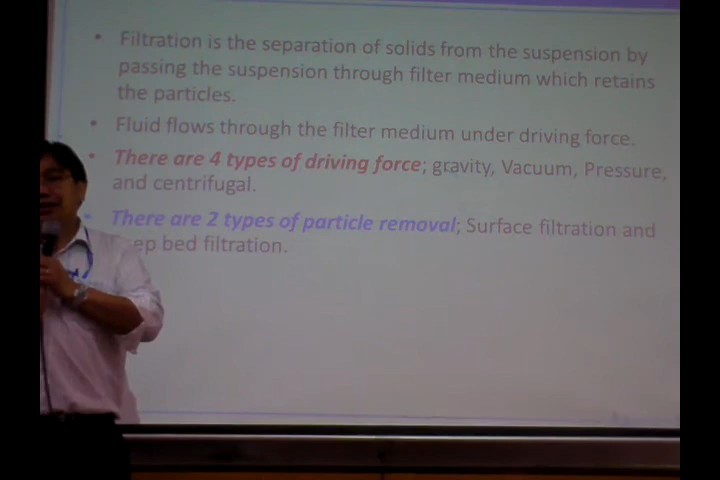 • Filtration is the separation of solids from the suspension by
passing the suspension through filter medium which retains
the particles.
• Fluid flows through the filter medium under driving force.
• There are 4 types of driving force; gravity, Vacuum, Pressure,
and centrifugal.
• There are 2 types of particle removal; Surface filtration and
eep bed filtration.